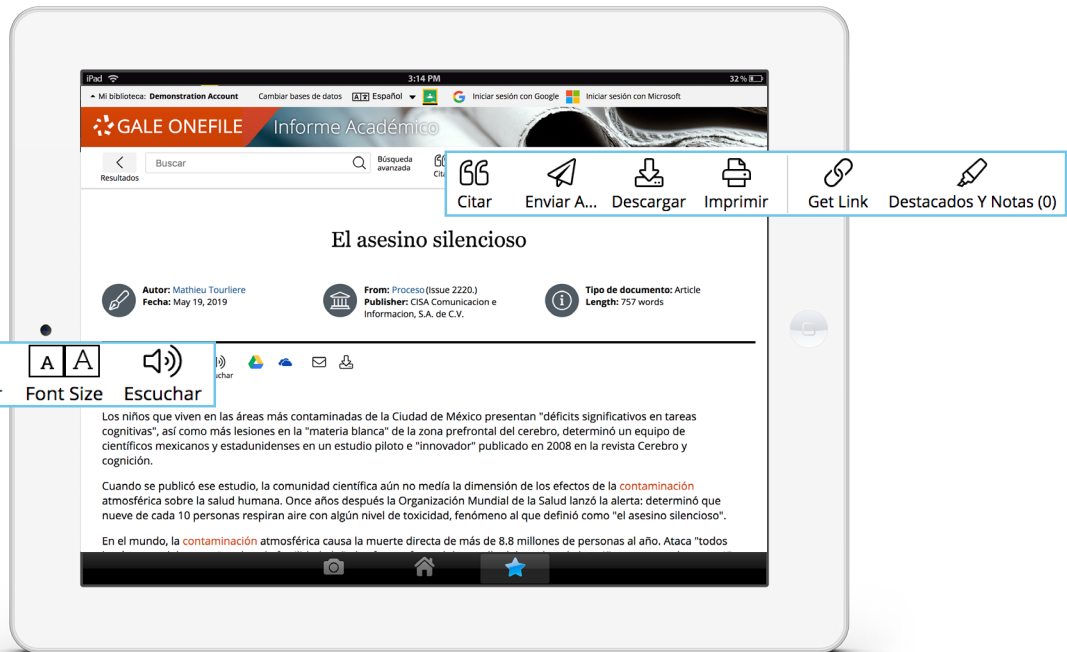 iPad
3:14 PM
32 %
Mi biblioteca: Demonstration Account
Cambiar bases de datos
Español
Iniciar sesión con Google
Iniciar sesión con Microsoft
GALE ONEFILE
Informe Académico
Resultados
Buscar
Búsqueda
avanzada
Citar
Enviar A...
Descargar
Imprimir
Get Link
Destacados Y Notas (0)
El asesino silencioso
Autor: Mathieu Tourliere
Fecha: May 19, 2019
From: Proceso (Issue 2220.)
Publisher: CISA Comunicacion e
Informacion, S.A. de C.V.
Tipo de documento: Article
Length: 757 words
A A
Font Size
Escuchar
Los niños que viven en las áreas más contaminadas de la Ciudad de México presentan "déficits significativos en tareas
cognitivas", así como más lesiones en la "materia blanca" de la zona prefrontal del cerebro, determinó un equipo de
científicos mexicanos y estadunidenses en un estudio piloto e "innovador" publicado en 2008 en la revista Cerebro y
cognición.
Cuando se publicó ese estudio, la comunidad científica aún no medía la dimensión de los efectos de la contaminación
atmosférica sobre la salud humana. Once años después la Organización Mundial de la Salud lanzó la alerta: determinó que
nueve de cada 10 personas respiran aire con algún nivel de toxicidad, fenómeno al que definió como "el asesino silencioso".
En el mundo, la contaminación atmosférica causa la muerte directa de más de 8.8 millones de personas al año. Ataca "todos